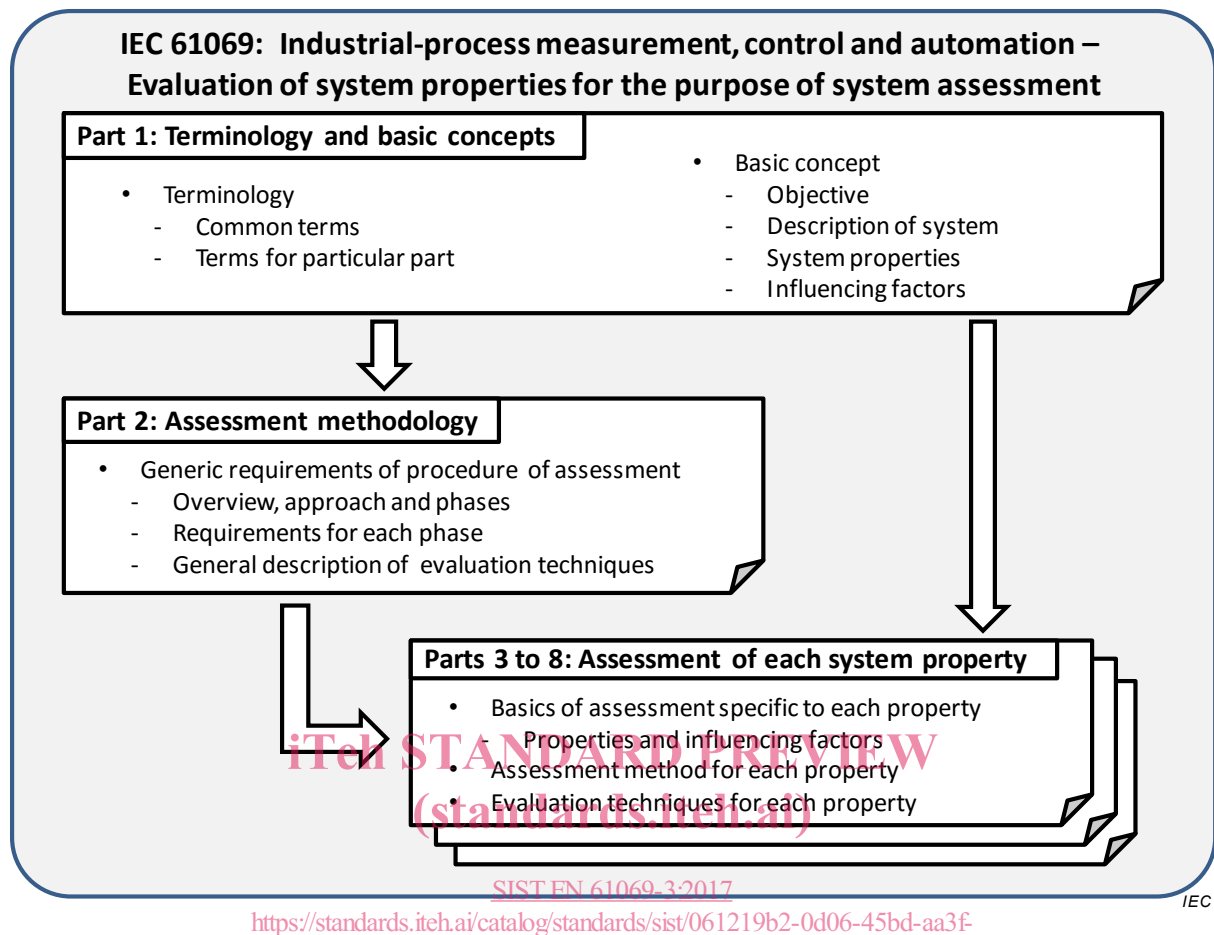 IEC 61069: Industrial-process measurement, control and automation –
Evaluation of system properties for the purpose of system assessment
Part 1: Terminology and basic concepts
• Terminology
- Common terms
- Terms for particular part
• Basic concept
- Objective
- Description of system
- System properties
- Influencing factors
Part 2: Assessment methodology
• Generic requirements of procedure of assessment
- Overview, approach and phases
- Requirements for each phase
- General description of evaluation techniques
Parts 3 to 8: Assessment of each system property
• Basics of assessment specific to each property
- Properties and influencing factors
iTeh STANDARD PREVIEW
• Assessment method for each property
• Evaluation techniques for each property
(standards.iteh.ai)
SIST EN 61069-3:2017
IEC
https://standards.iteh.ai/catalog/standards/sist/061219b2-0d06-45bd-aa3f-